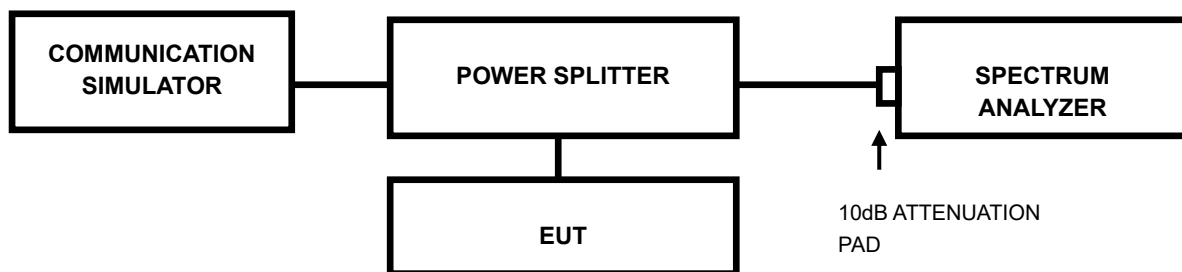 COMMUNICATION
SIMULATOR
POWER SPLITTER
SPECTRUM
ANALYZER
EUT
10dB ATTENUATION
PAD